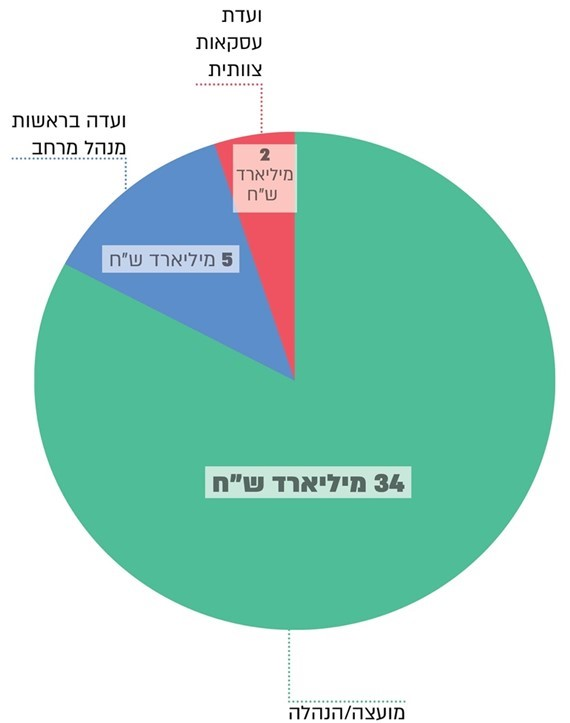 ועדת
עסקאות
צוותית
ועדה בראשות
מנהל מרחב
2
מיליארד
ש"ח
5 מיליארד ש"ח
34 מיליארד ש"ח
מועצה/הנהלה